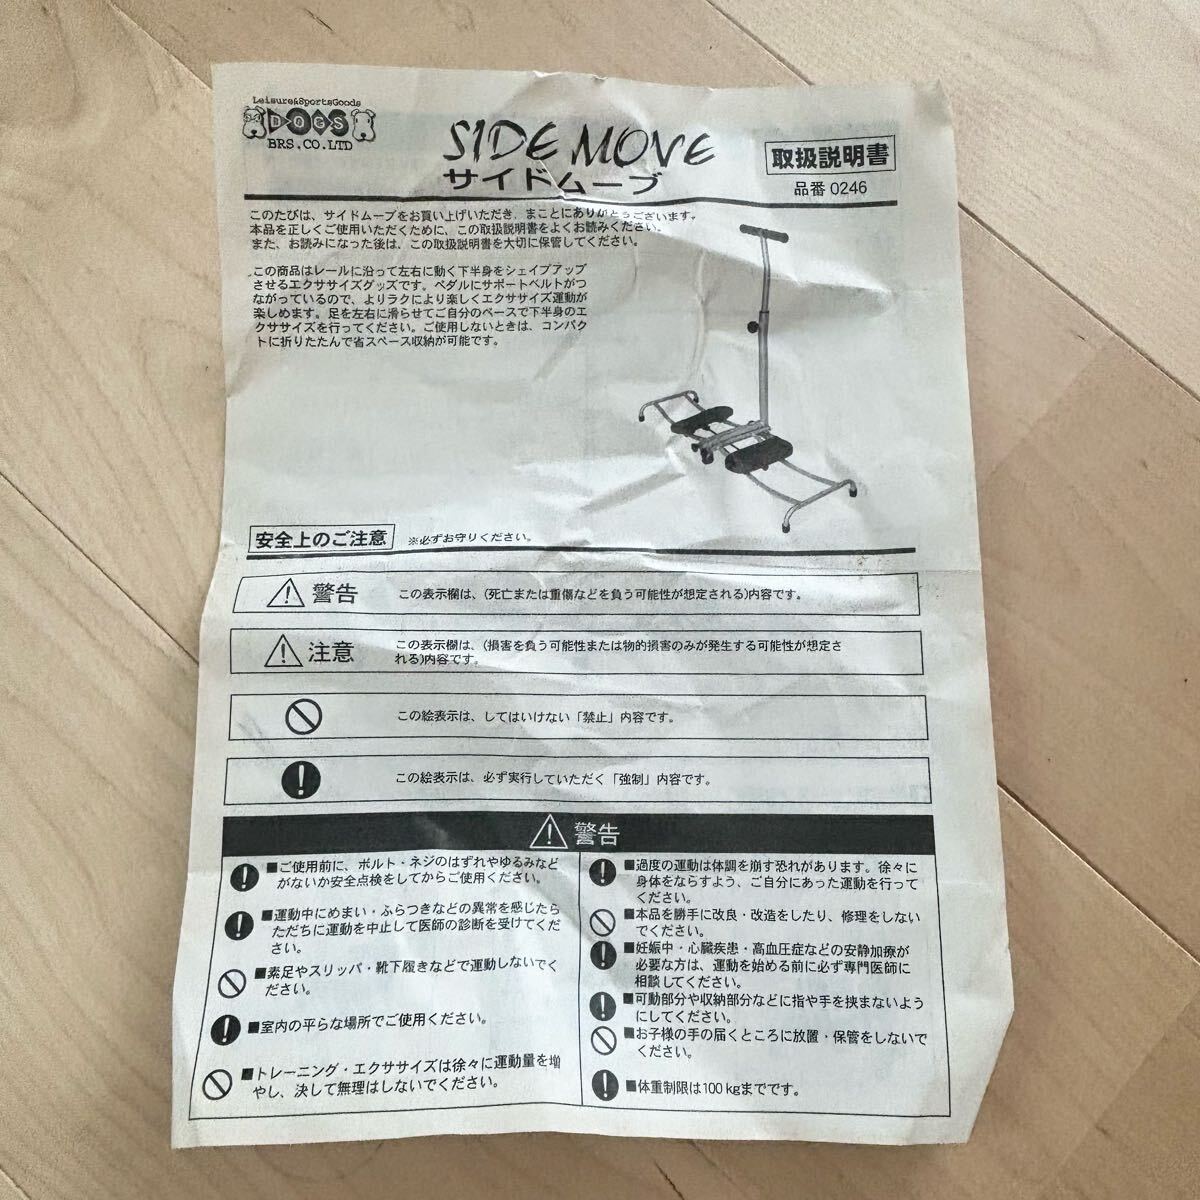 Leisure&SportsGoods
DOGS
BRS.CO.LTD
SIDE MOVE
サイドムーブ
取扱説明書
品番 0246
このたびは、サイドムーブをお買い上げいただき、まことにありがとうございます。
本品を正しくご使用いただくために、この取扱説明書をよくお読みください。
また、お読みになった後は、この取扱説明書を大切に保管してください。
この商品はレールに沿って左右に動く下半身をシェイプアップ
させるエクササイズグッズです。ペダルにサポートベルトがつ
ながっているので、よりラクにより楽しくエクササイズ運動が
楽しめます。足を左右に滑らせてご自分のペースで下半身のエ
クササイズを行ってください。ご使用しないときは、コンパク
トに折りたたんで省スペース収納が可能です。
安全上のご注意
※必ずお守りください。
警告
この表示欄は、(死亡または重傷などを負う可能性が想定される)内容です。
注意
この表示欄は、(損害を負う可能性または物的損害のみが発生する可能性が想定さ
れる)内容です。
この絵表示は、してはいけない「禁止」内容です。
この絵表示は、必ず実行していただく「強制」内容です。
警告
■ご使用前に、ボルト・ネジのはずれやゆるみなど
がないか安全点検をしてからご使用ください。
■運動中にめまい・ふらつきなどの異常を感じたら
ただちに運動を中止して医師の診断を受けてくだ
さい。
■素足やスリッパ・靴下履きなどで運動しないでく
ださい。
■室内の平らな場所でご使用ください。
■トレーニング・エクササイズは徐々に運動量を増
やし、決して無理はしないでください。
■過度の運動は体調を崩す恐れがあります。徐々に
身体をならすよう、ご自分にあった運動を行って
ください。
■本品を勝手に改良・改造をしたり、修理をしない
でください。
■妊娠中・心臓疾患・高血圧症などの安静加療が
必要な方は、運動を始める前に必ず専門医師に
相談してください。
■可動部分や収納部分などに指や手を挟まないよう
にしてください。
■お子様の手の届くところに放置・保管をしないで
ください。
■体重制限は100kgまでです。